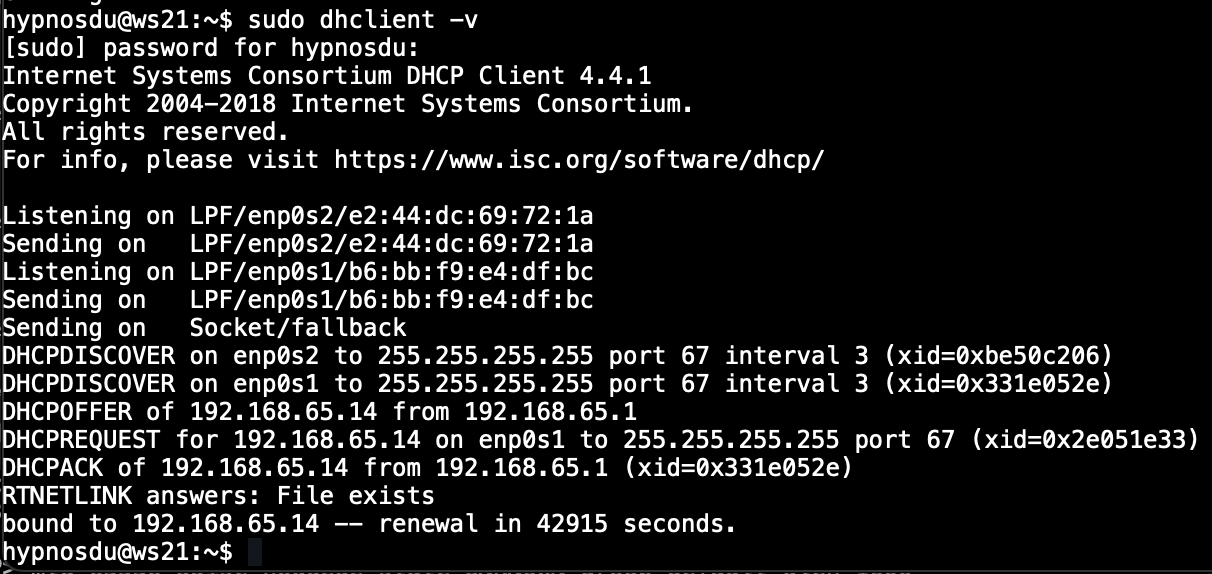 hypnosdu@ws21:~$ sudo dhclient -v
[sudo] password for hypnosdu:
Internet Systems Consortium DHCP Client 4.4.1
Copyright 2004-2018 Internet Systems Consortium.
All rights reserved.
For info, please visit https://www.isc.org/software/dhcp/
Listening on LPF/enp0s2/e2:44:dc:69:72:1a
Sending on   LPF/enp0s2/e2:44:dc:69:72:1a
Listening on LPF/enp0s1/b6:bb:f9:e4:df:bc
Sending on   LPF/enp0s1/b6:bb:f9:e4:df:bc
Sending on   Socket/fallback
DHCPDISCOVER on enp0s2 to 255.255.255.255 port 67 interval 3 (xid=0xbe50c206)
DHCPDISCOVER on enp0s1 to 255.255.255.255 port 67 interval 3 (xid=0x331e052e)
DHCPOFFER of 192.168.65.14 from 192.168.65.1
DHCPREQUEST for 192.168.65.14 on enp0s1 to 255.255.255.255 port 67 (xid=0x2e051e33)
DHCPACK of 192.168.65.14 from 192.168.65.1 (xid=0x331e052e)
RTNETLINK answers: File exists
bound to 192.168.65.14 -- renewal in 42915 seconds.
hypnosdu@ws21:~$